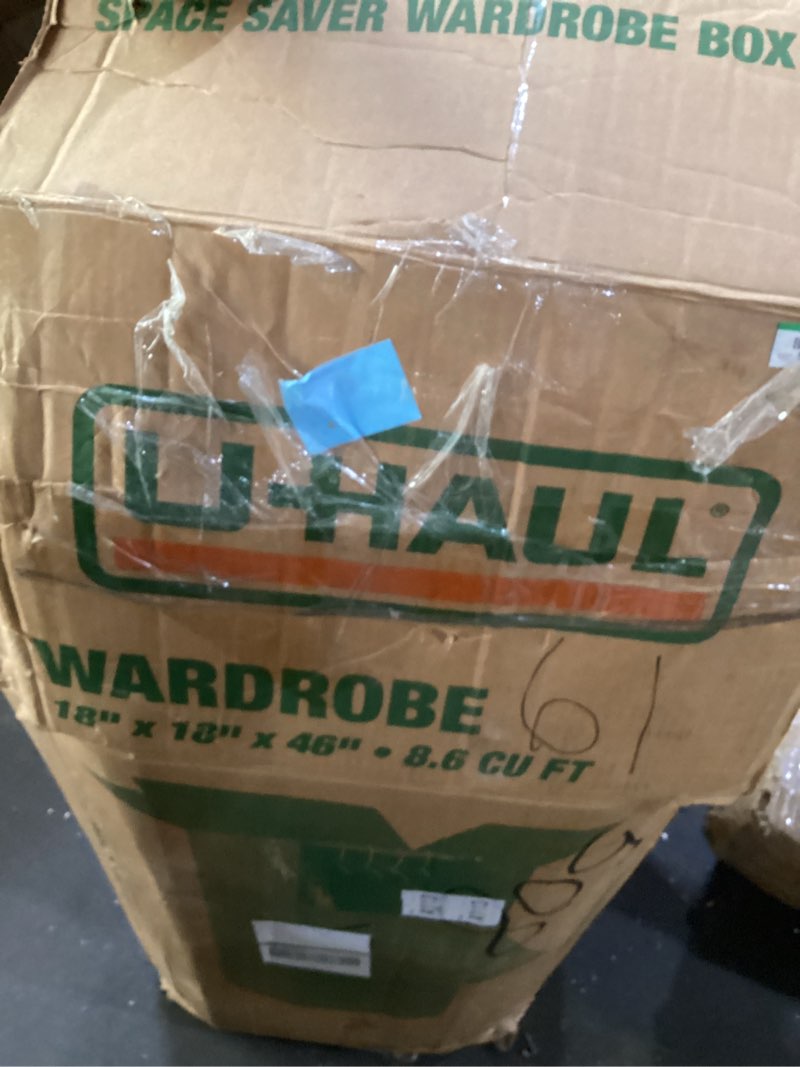 SPACE SAVER WARDROBE BOX
U-HAUL®
WARDROBE
61
18" x 18" x 46" • 8.6 CU FT